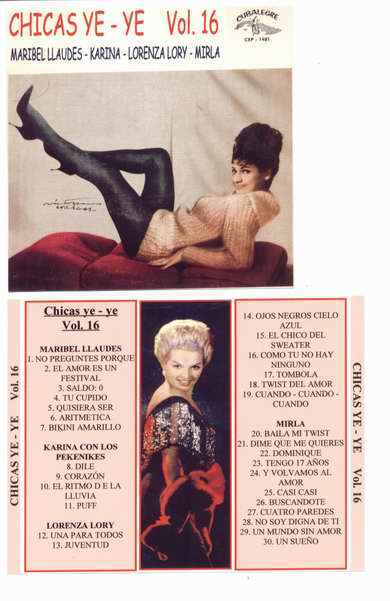 CHICAS YE - YE Vol. 16
CUBALEGRE
CXP - 1481
MARIBEL LLAUDES - KARINA - LORENZA LORY - MIRLA
CHICAS YE - YE Vol. 16
Chicas ye - ye
Vol. 16
MARIBEL LLAUDES
1. NO PREGUNTES PORQUE
2. EL AMOR ES UN
FESTIVAL
3. SALDO: 0
4. TU CUPIDO
5. QUISIERA SER
6. ARITMETICA
7. BIKINI AMARILLO
KARINA CON LOS
PEKENIKES
8. DILE
9. CORAZÓN
10. EL RITMO D E LA
LLUVIA
11. PUFF
LORENZA LORY
12. UNA PARA TODOS
13. JUVENTUD
14. OJOS NEGROS CIELO
AZUL
15. EL CHICO DEL
SWEATER
16. COMO TU NO HAY
NINGUNO
17. TOMBOLA
18. TWIST DEL AMOR
19. CUANDO - CUANDO -
CUANDO
MIRLA
20. BAILA MI TWIST
21. DIME QUE ME QUIERES
22. DOMINIQUE
23. TENGO 17 AÑOS
24. Y VOLVAMOS AL
AMOR
25. CASI CASI
26. BUSCANDOTE
27. CUATRO PAREDES
28. NO SOY DIGNA DE TI
29. UN MUNDO SIN AMOR
30. UN SUEÑO
CHICAS YE - YE Vol. 16